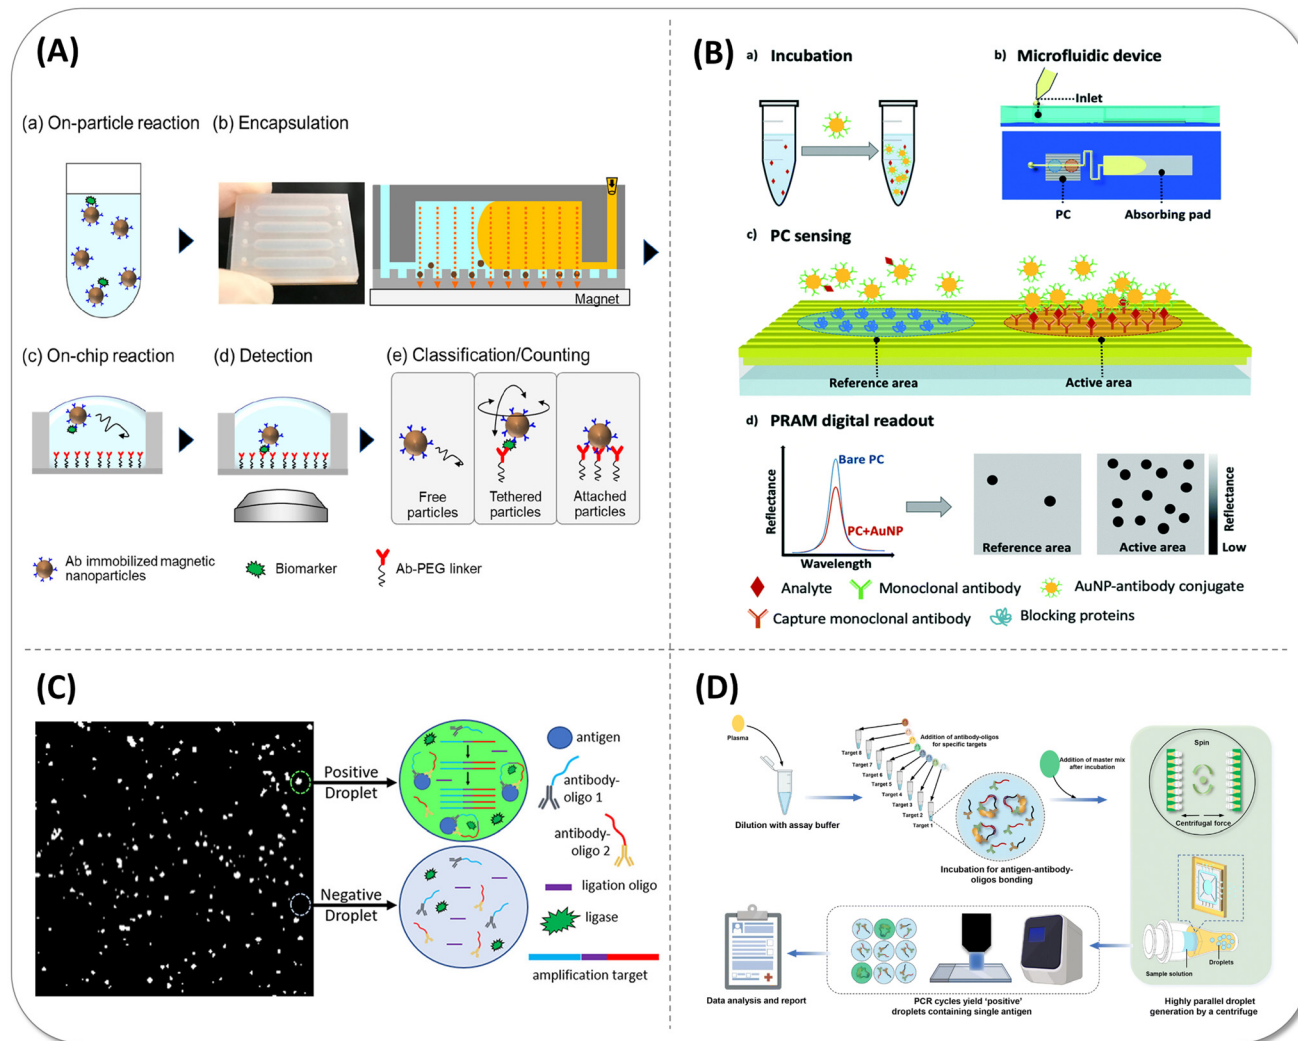 (A)
(a) On-particle reaction
(b) Encapsulation
Magnet
(c) On-chip reaction
(d) Detection
(e) Classification/Counting
Free
particles
Tethered
particles
Attached
particles
Ab immobilized magnetic
nanoparticles
Biomarker
Ab-PEG linker
(B)
a) Incubation
b) Microfluidic device
Inlet
PC
Absorbing pad
c) PC sensing
Reference area
Active area
d) PRAM digital readout
Reflectance
Bare PC
PC+AuNP
Wavelength
Reference area
Active area
Reflectance
Low
Analyte
Monoclonal antibody
AuNP-antibody conjugate
Capture monoclonal antibody
Blocking proteins
(C)
Positive
Droplet
Negative
Droplet
antigen
antibody-
oligo 1
antibody-
oligo 2
ligation oligo
ligase
amplification target
(D)
Plasma
Dilution with assay buffer
Addition of antibody-oligos
for specific targets
Target 8
Target 7
Target 6
Target 5
Target 4
Target 3
Target 2
Target 1
Incubation for antigen-antibody-
oligos bonding
Addition of master mix
after incubation
Spin
Centrifugal force
Sample solution
Droplets
Highly parallel droplet
generation by a centrifuge
PCR cycles yield 'positive'
droplets containing single antigen
Data analysis and report